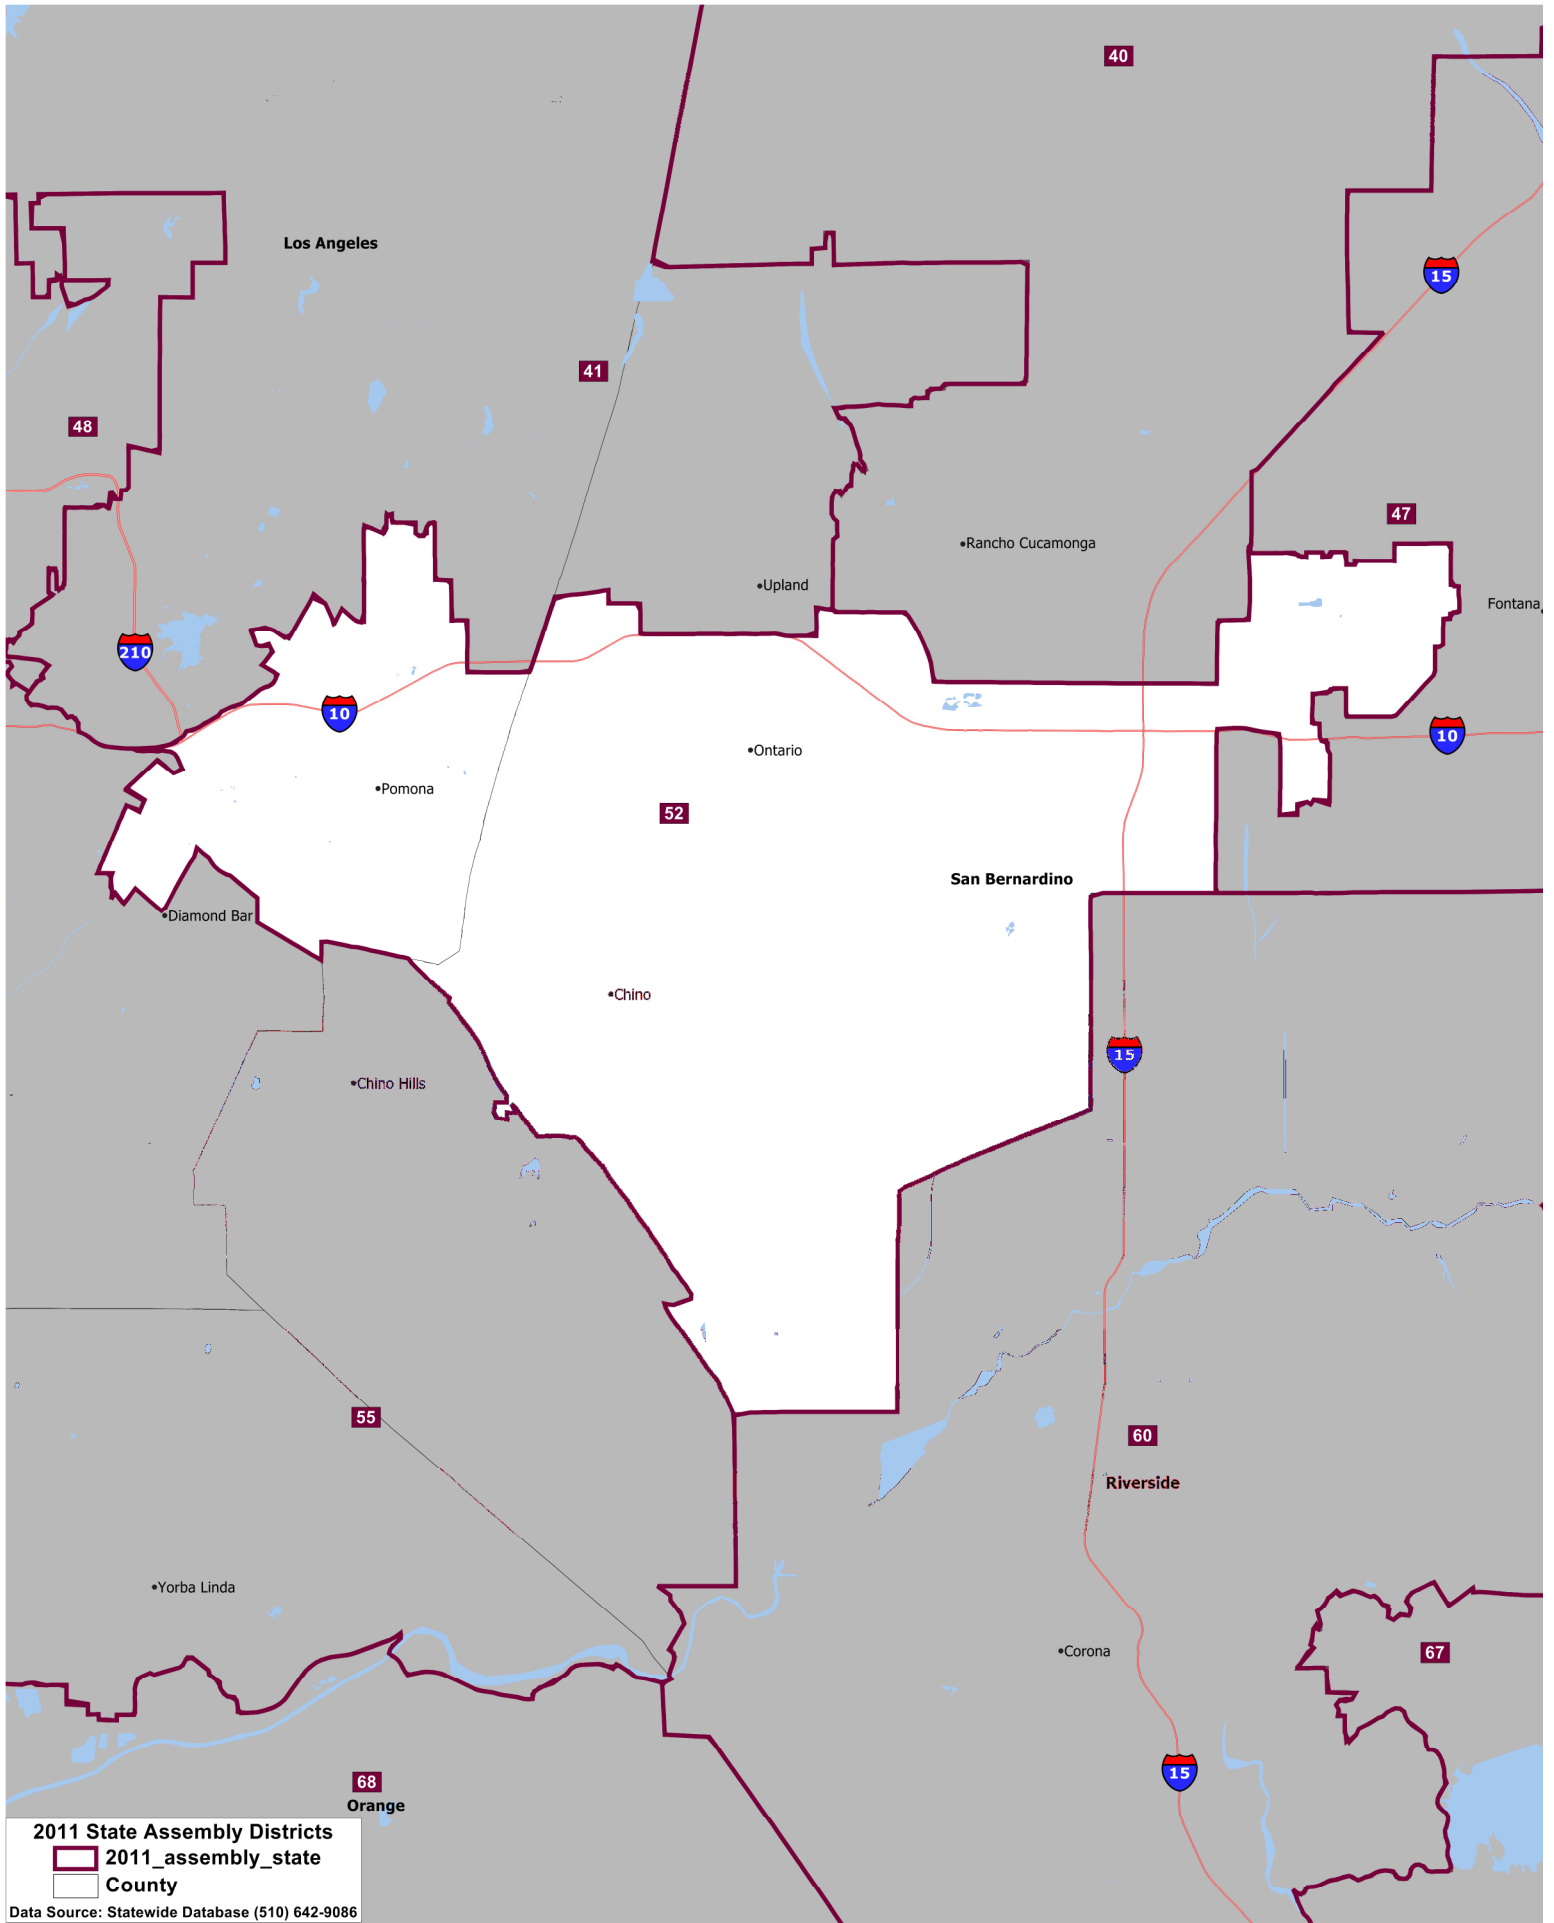 40
Los Angeles
15
41
48
47
Rancho Cucamonga
Upland
Fontana
210
10
10
Ontario
Pomona
52
San Bernardino
Diamond Bar
Chino
15
Chino Hills
55
60
Riverside
Yorba Linda
Corona
67
15
68
Orange
2011 State Assembly Districts
2011_assembly_state
County
Data Source: Statewide Database (510) 642-9086